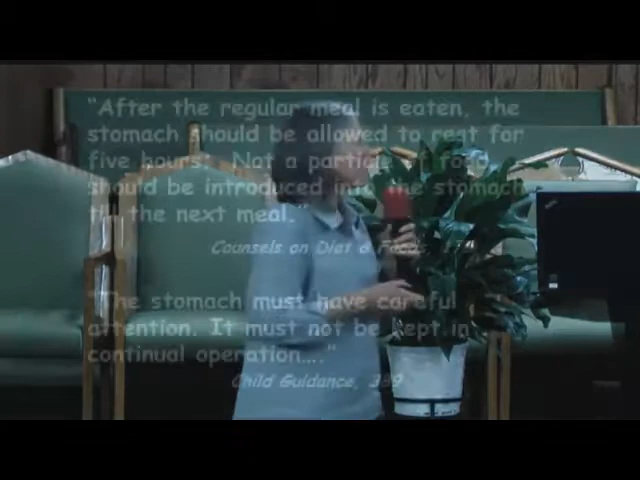 "After the regular meal is eaten, the
stomach should be allowed to rest for
five hours. Not a particle of food
should be introduced into the stomach
till the next meal."
Counsels on Diet & Foods, 17
"The stomach must have careful
attention. It must not be kept in
continual operation...."
Child Guidance, 389